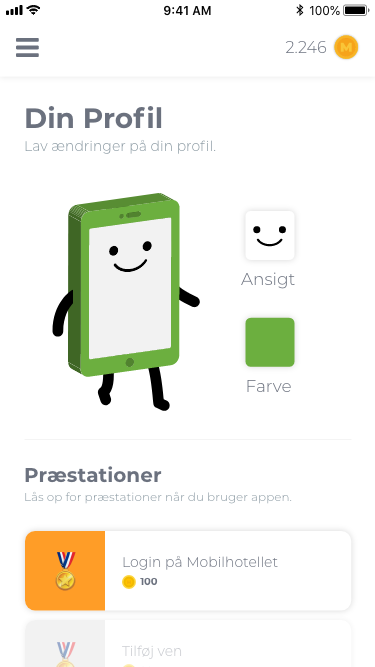 9:41 AM
100%
2.246
M
Din Profil
Lav ændringer på din profil.
Ansigt
Farve
Præstationer
Lås op for præstationer når du bruger appen.
Login på Mobilhotellet
100
Tilføj ven